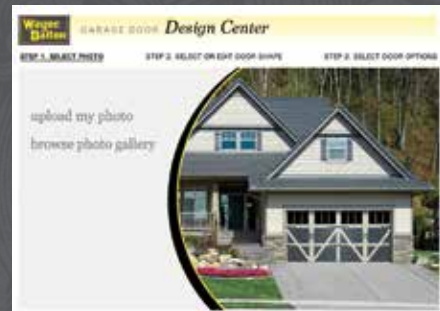 Wayne
Dalton
GARAGE DOOR Design Center
STEP 1. SELECT PHOTO STEP 2. SELECT OR EDIT DOOR SHAPE STEP 3. SELECT DOOR OPTIONS
upload my photo
browse photo gallery